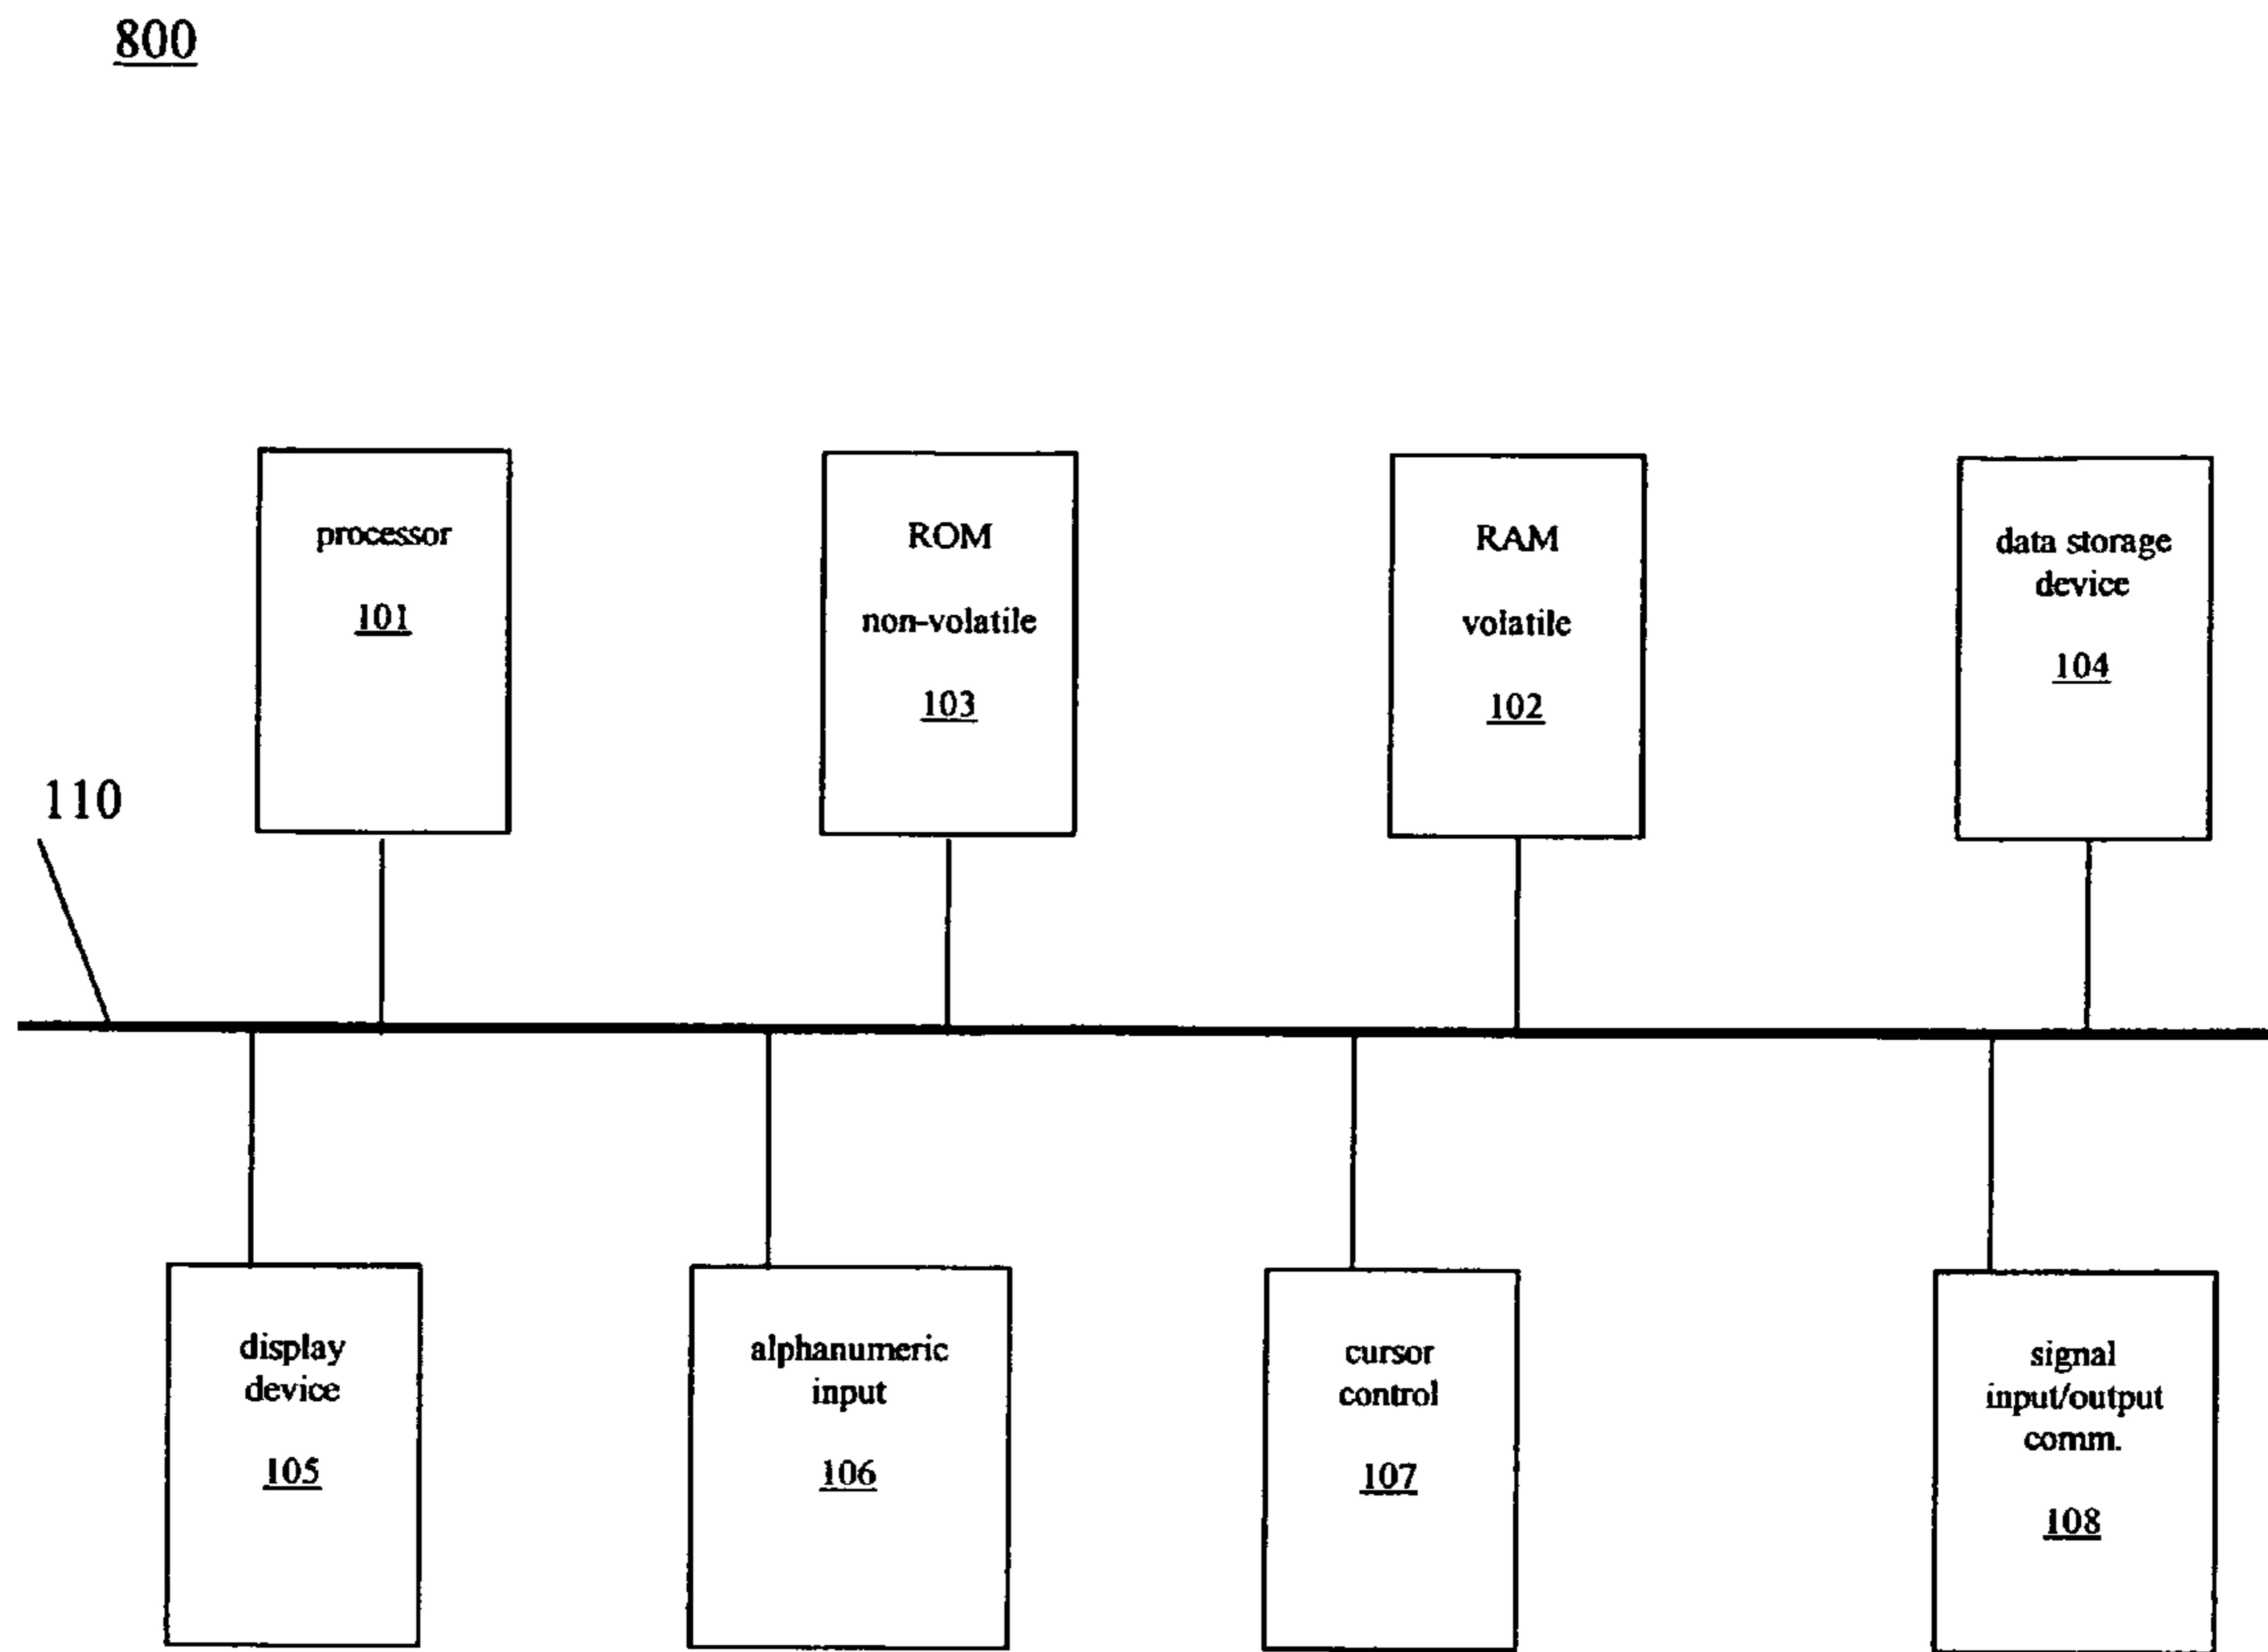 800
processor
101
ROM
non-volatile
103
RAM
volatile
102
data storage
device
104
110
display
device
105
alphanumeric
input
106
cursor
control
107
signal
input/output
comm.
108